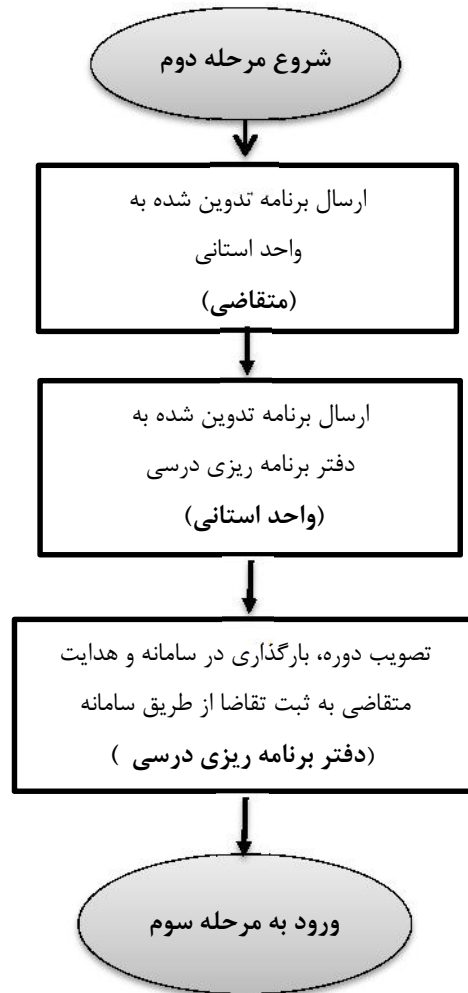 شروع مرحله دوم
ارسال برنامه تدوین شده به
واحد استانی
(متقاضی)
ارسال برنامه تدوین شده به
دفتر برنامه ریزی درسی
(واحد استانی)
تصویب دوره، بارگذاری در سامانه و هدایت
متقاضی به ثبت تقاضا از طریق سامانه
(دفتر برنامه ریزی درسی )
ورود به مرحله سوم